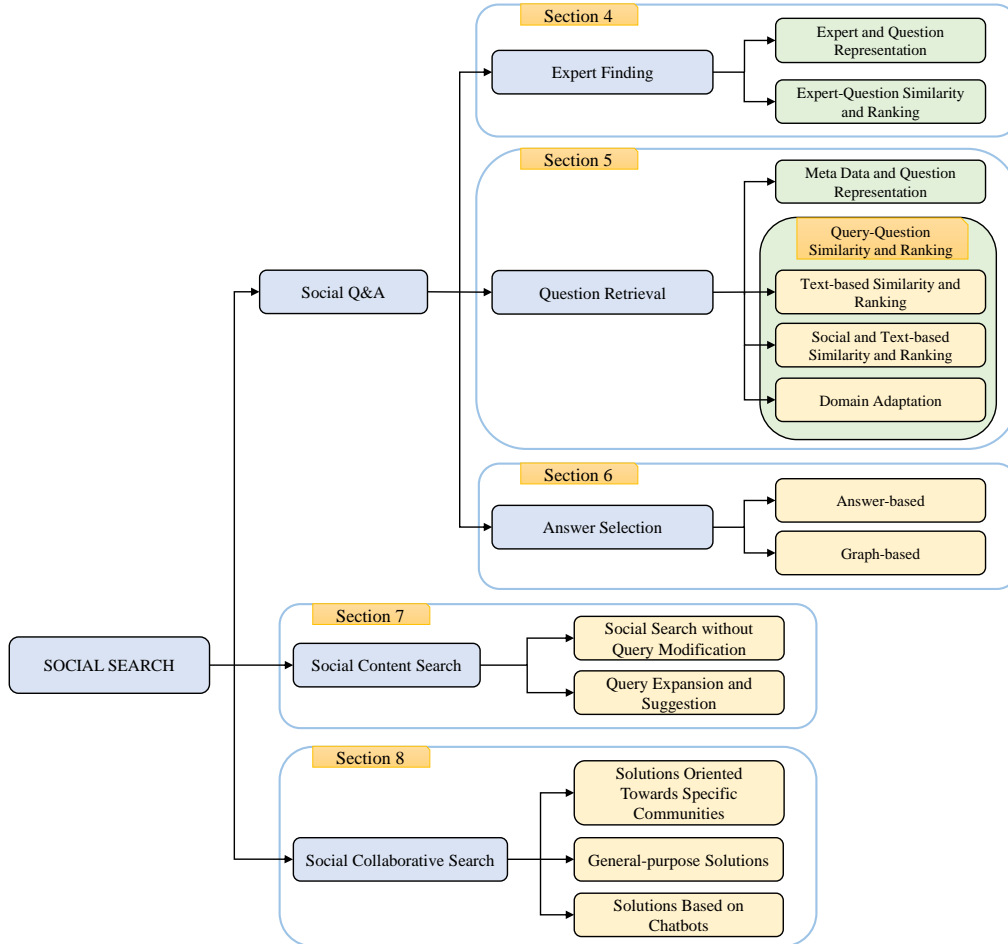 Section 4
Expert Finding
Expert and Question
Representation
Expert-Question Similarity
and Ranking
Section 5
Question Retrieval
Meta Data and Question
Representation
Query-Question
Similarity and Ranking
Text-based Similarity and
Ranking
Social and Text-based
Similarity and Ranking
Domain Adaptation
Social Q&A
Section 6
Answer Selection
Answer-based
Graph-based
SOCIAL SEARCH
Section 7
Social Content Search
Social Search without
Query Modification
Query Expansion and
Suggestion
Section 8
Social Collaborative Search
Solutions Oriented
Towards Specific
Communities
General-purpose Solutions
Solutions Based on
Chatbots